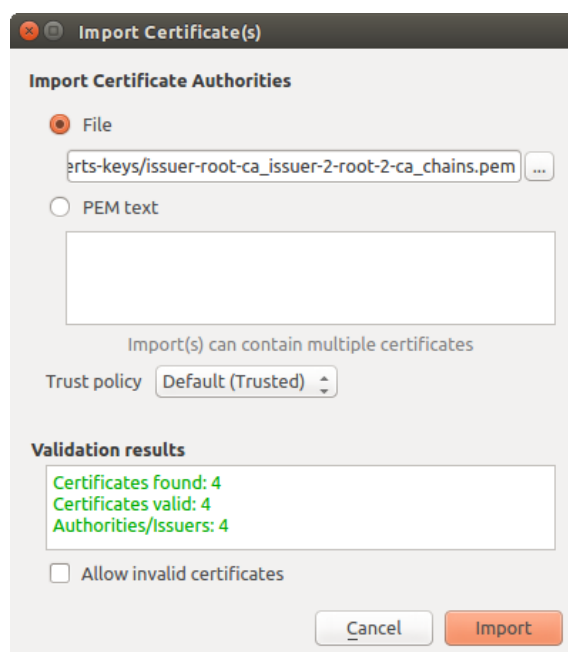 Import Certificate(s)
Import Certificate Authorities
File
erts-keys/issuer-root-ca_issuer-2-root-2-ca_chains.pem ...
PEM text
Import(s) can contain multiple certificates
Trust policy Default (Trusted)
Validation results
Certificates found: 4
Certificates valid: 4
Authorities/Issuers: 4
Allow invalid certificates
Cancel Import